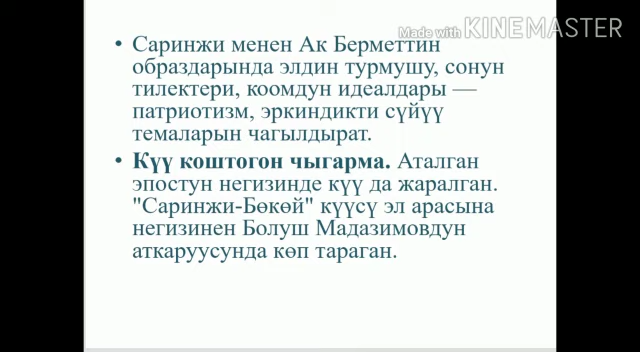 Made with KINEMASTER
• Саринжи менен Ак Берметтин
образдарында элдин турмушу, сонун
тилектери, коомдун идеалдары —
патриотизм, эркиндикти сүйүү
темаларын чагылдырат.
• Күү коштогон чыгарма. Аталган
эпостун негизинде күү да жаралган.
"Саринжи-Бөкөй" күүсү эл арасына
негизинен Болуш Мадазимовдун
аткаруусунда көп тараган.